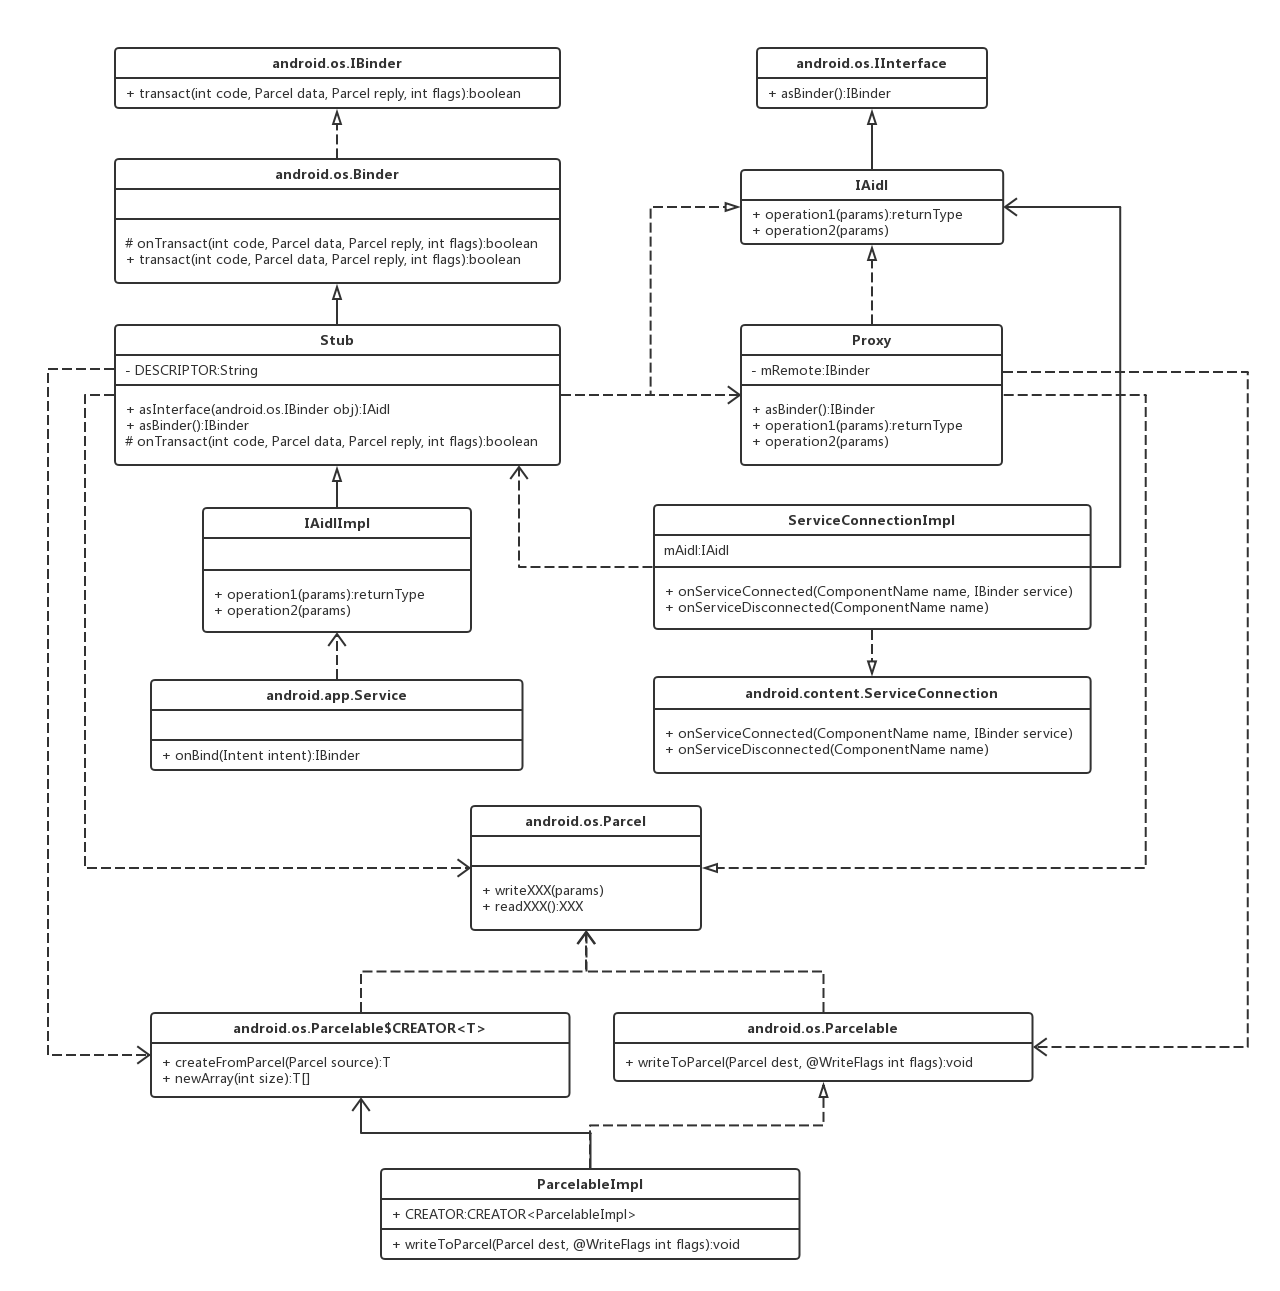 android.os.IBinder
+ transact(int code, Parcel data, Parcel reply, int flags):boolean
android.os.IInterface
+ asBinder():IBinder
android.os.Binder
# onTransact(int code, Parcel data, Parcel reply, int flags):boolean
+ transact(int code, Parcel data, Parcel reply, int flags):boolean
IAidl
+ operation1(params):returnType
+ operation2(params)
Stub
- DESCRIPTOR:String
+ asInterface(android.os.IBinder obj):IAidl
+ asBinder():IBinder
# onTransact(int code, Parcel data, Parcel reply, int flags):boolean
Proxy
- mRemote:IBinder
+ asBinder():IBinder
+ operation1(params):returnType
+ operation2(params)
IAidlImpl
+ operation1(params):returnType
+ operation2(params)
ServiceConnectionImpl
mAidl:IAidl
+ onServiceConnected(ComponentName name, IBinder service)
+ onServiceDisconnected(ComponentName name)
android.app.Service
+ onBind(Intent intent):IBinder
android.content.ServiceConnection
+ onServiceConnected(ComponentName name, IBinder service)
+ onServiceDisconnected(ComponentName name)
android.os.Parcel
+ writeXXX(params)
+ readXXX():XXX
android.os.Parcelable$CREATOR<T>
+ createFromParcel(Parcel source):T
+ newArray(int size):T[]
android.os.Parcelable
+ writeToParcel(Parcel dest, @WriteFlags int flags):void
ParcelableImpl
+ CREATOR:CREATOR<ParcelableImpl>
+ writeToParcel(Parcel dest, @WriteFlags int flags):void